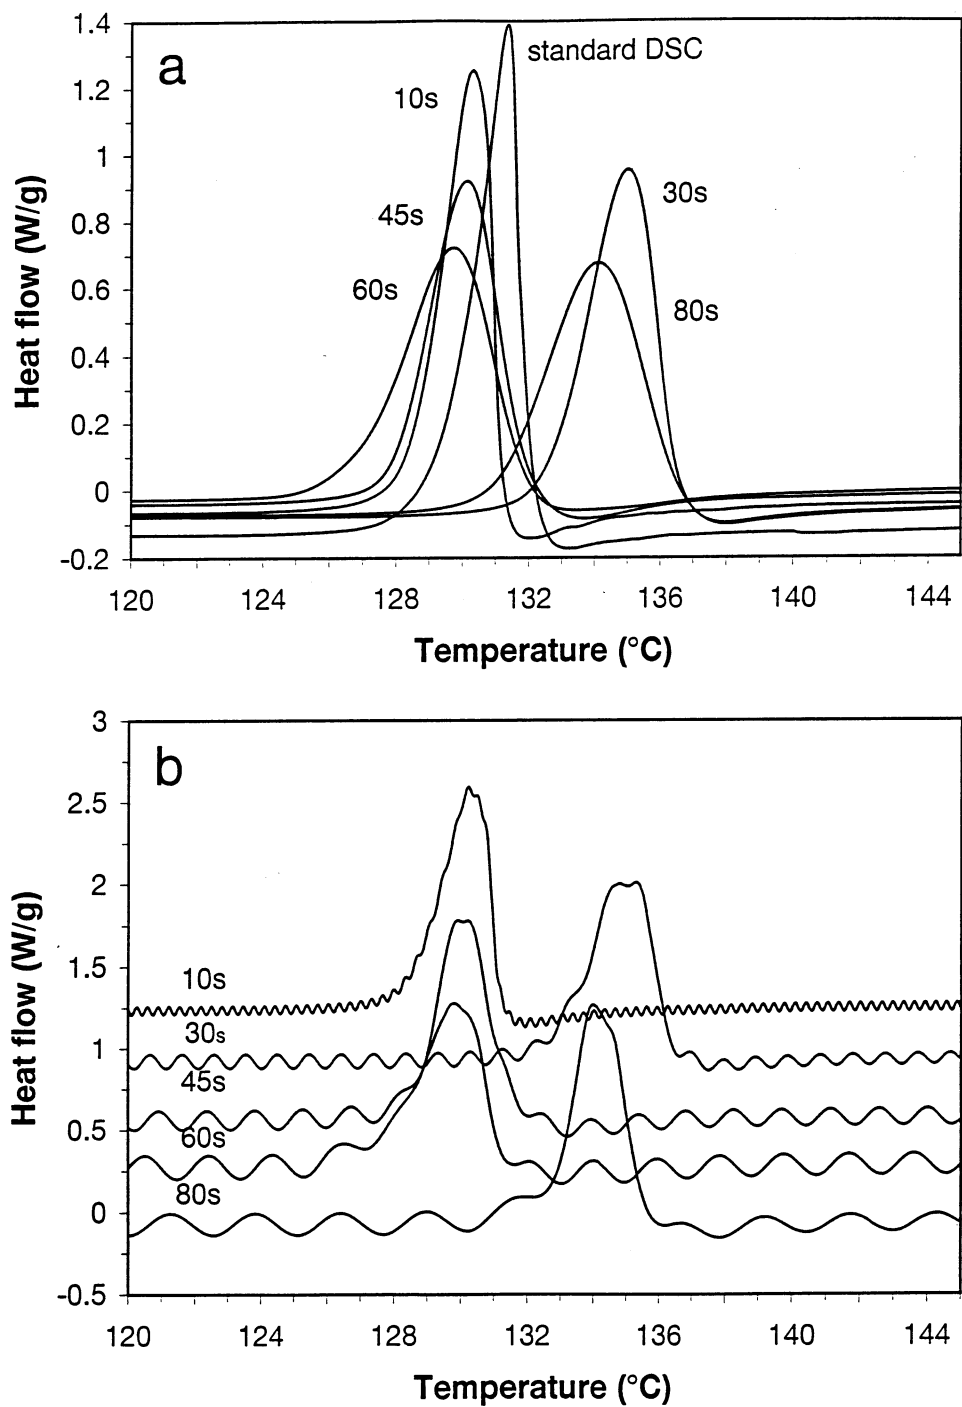 1.4
a
standard DSC
1.2
10s
1
30s
0.8
45s
Heat flow (W/g)
0.6
60s
80s
0.4
0.2
0
-0.2
120 124 128 132 136 140 144
Temperature (°C)
3
b
2.5
2
Heat flow (W/g)
1.5
10s
30s
1
45s
0.5
60s
80s
0
-0.5
120 124 128 132 136 140 144
Temperature (°C)